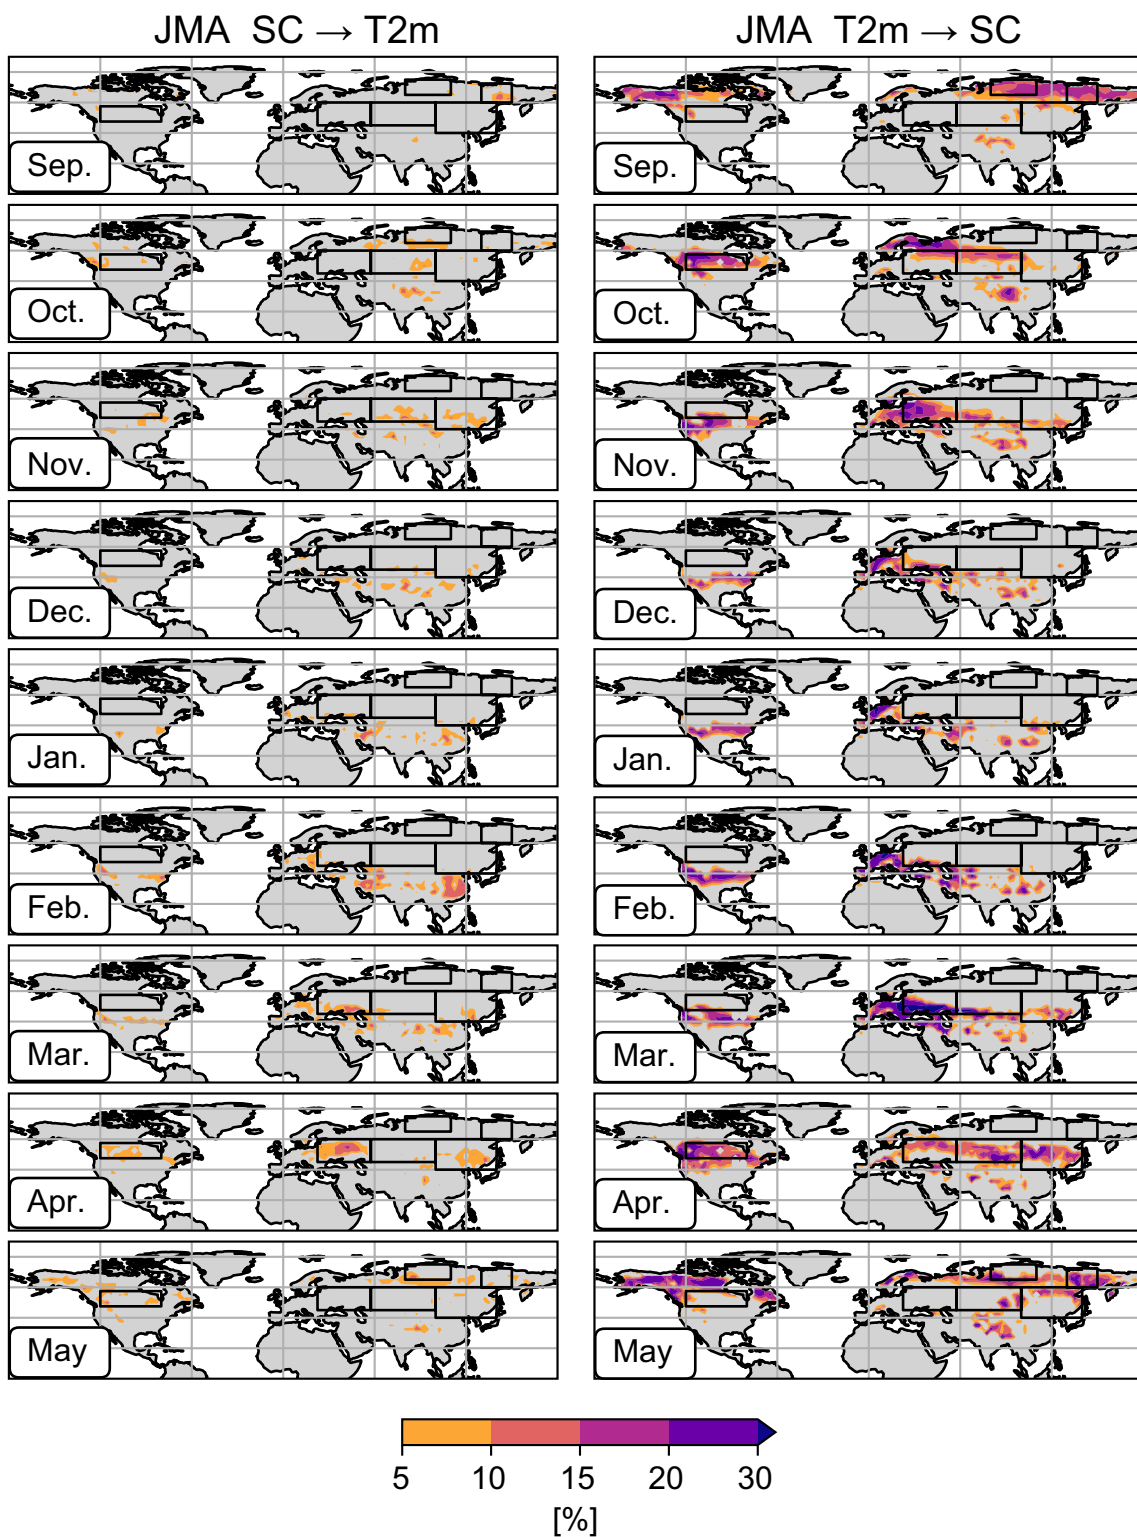 JMA SC → T2m
JMA T2m → SC
Sep.
Sep.
Oct.
Oct.
Nov.
Nov.
Dec.
Dec.
Jan.
Jan.
Feb.
Feb.
Mar.
Mar.
Apr.
Apr.
May
May
5 10 15 20 30
[%]